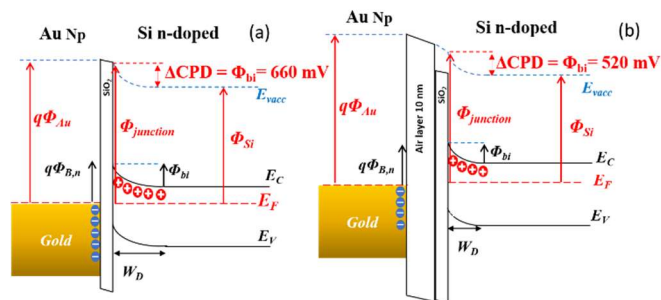 Au Np
Si n-doped
(a)
ΔCPD = Φbi= 660 mV
Evacc
SiO2
qΦAu
Φjunction
ΦSi
qΦB,n
Φbi
EC
EF
Gold
EV
WD
Au Np
Si n-doped
(b)
ΔCPD = Φbi= 520 mV
Evacc
SiO2
qΦAu
Air layer 10 nm
Φjunction
ΦSi
qΦB,n
Φbi
EC
EF
Gold
EV
WD